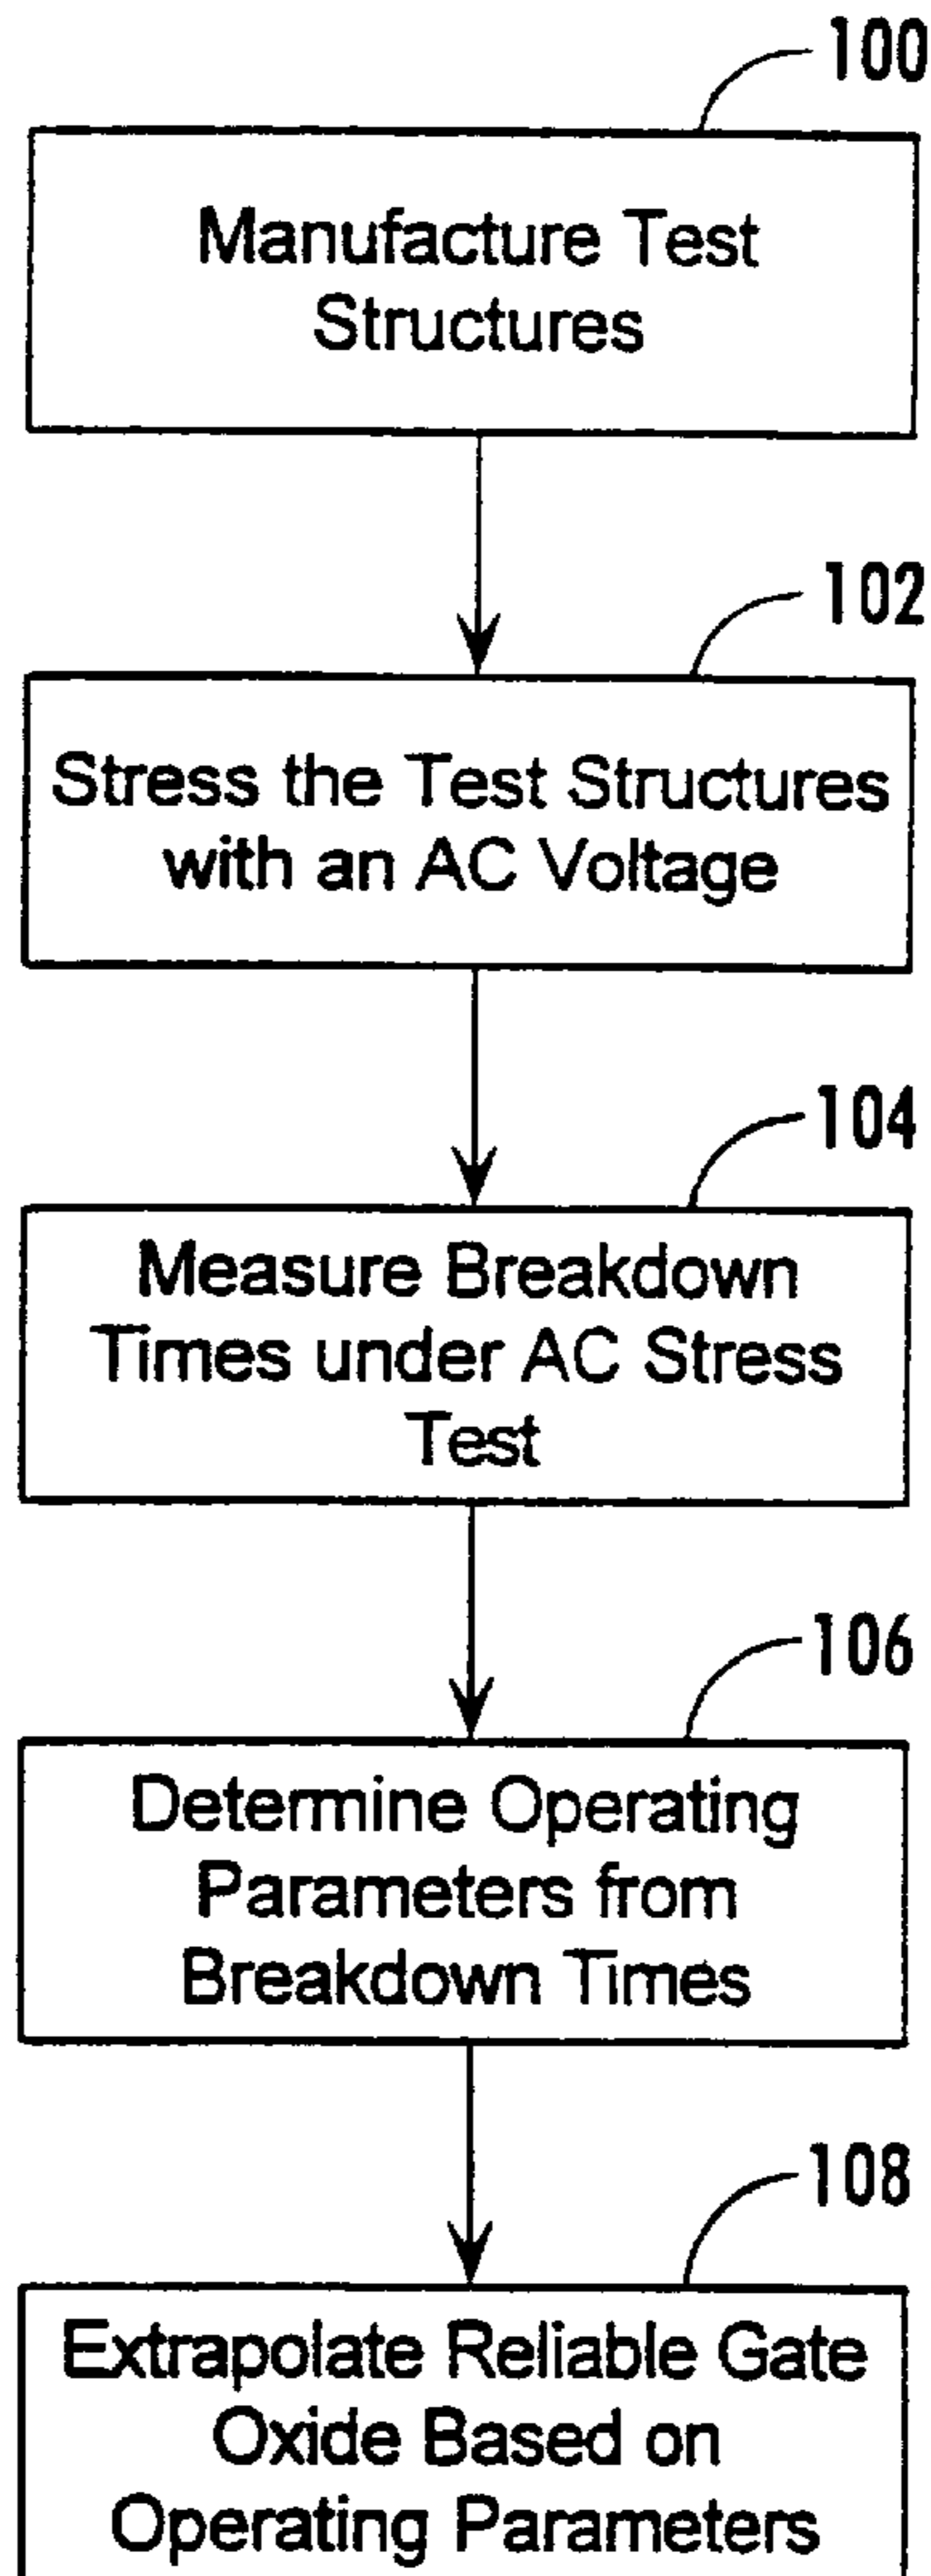 100
Manufacture Test
Structures
102
Stress the Test Structures
with an AC Voltage
104
Measure Breakdown
Times under AC Stress
Test
106
Determine Operating
Parameters from
Breakdown Times
108
Extrapolate Reliable Gate
Oxide Based on
Operating Parameters